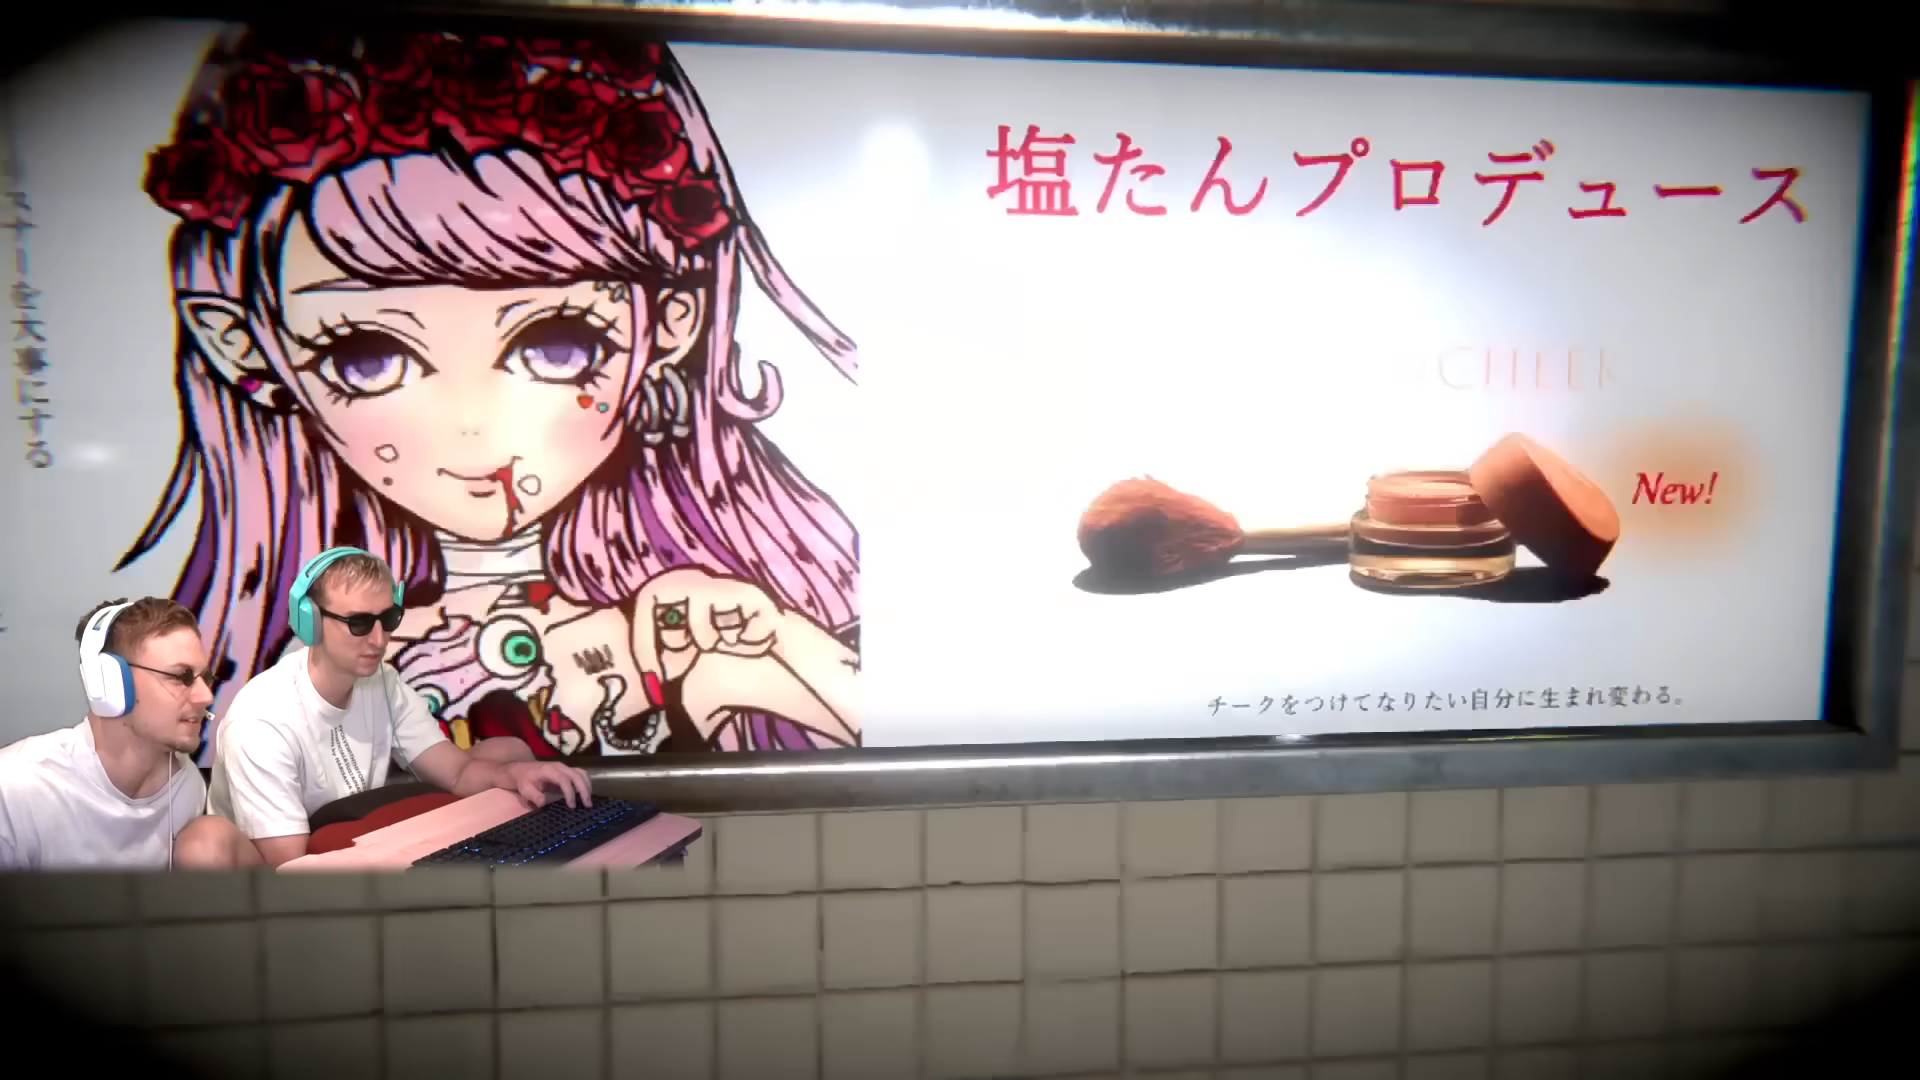 塩たんプロデュース
CHEEK
New!
チークをつけてなりたい自分に生まれ変わる。
を大事にする